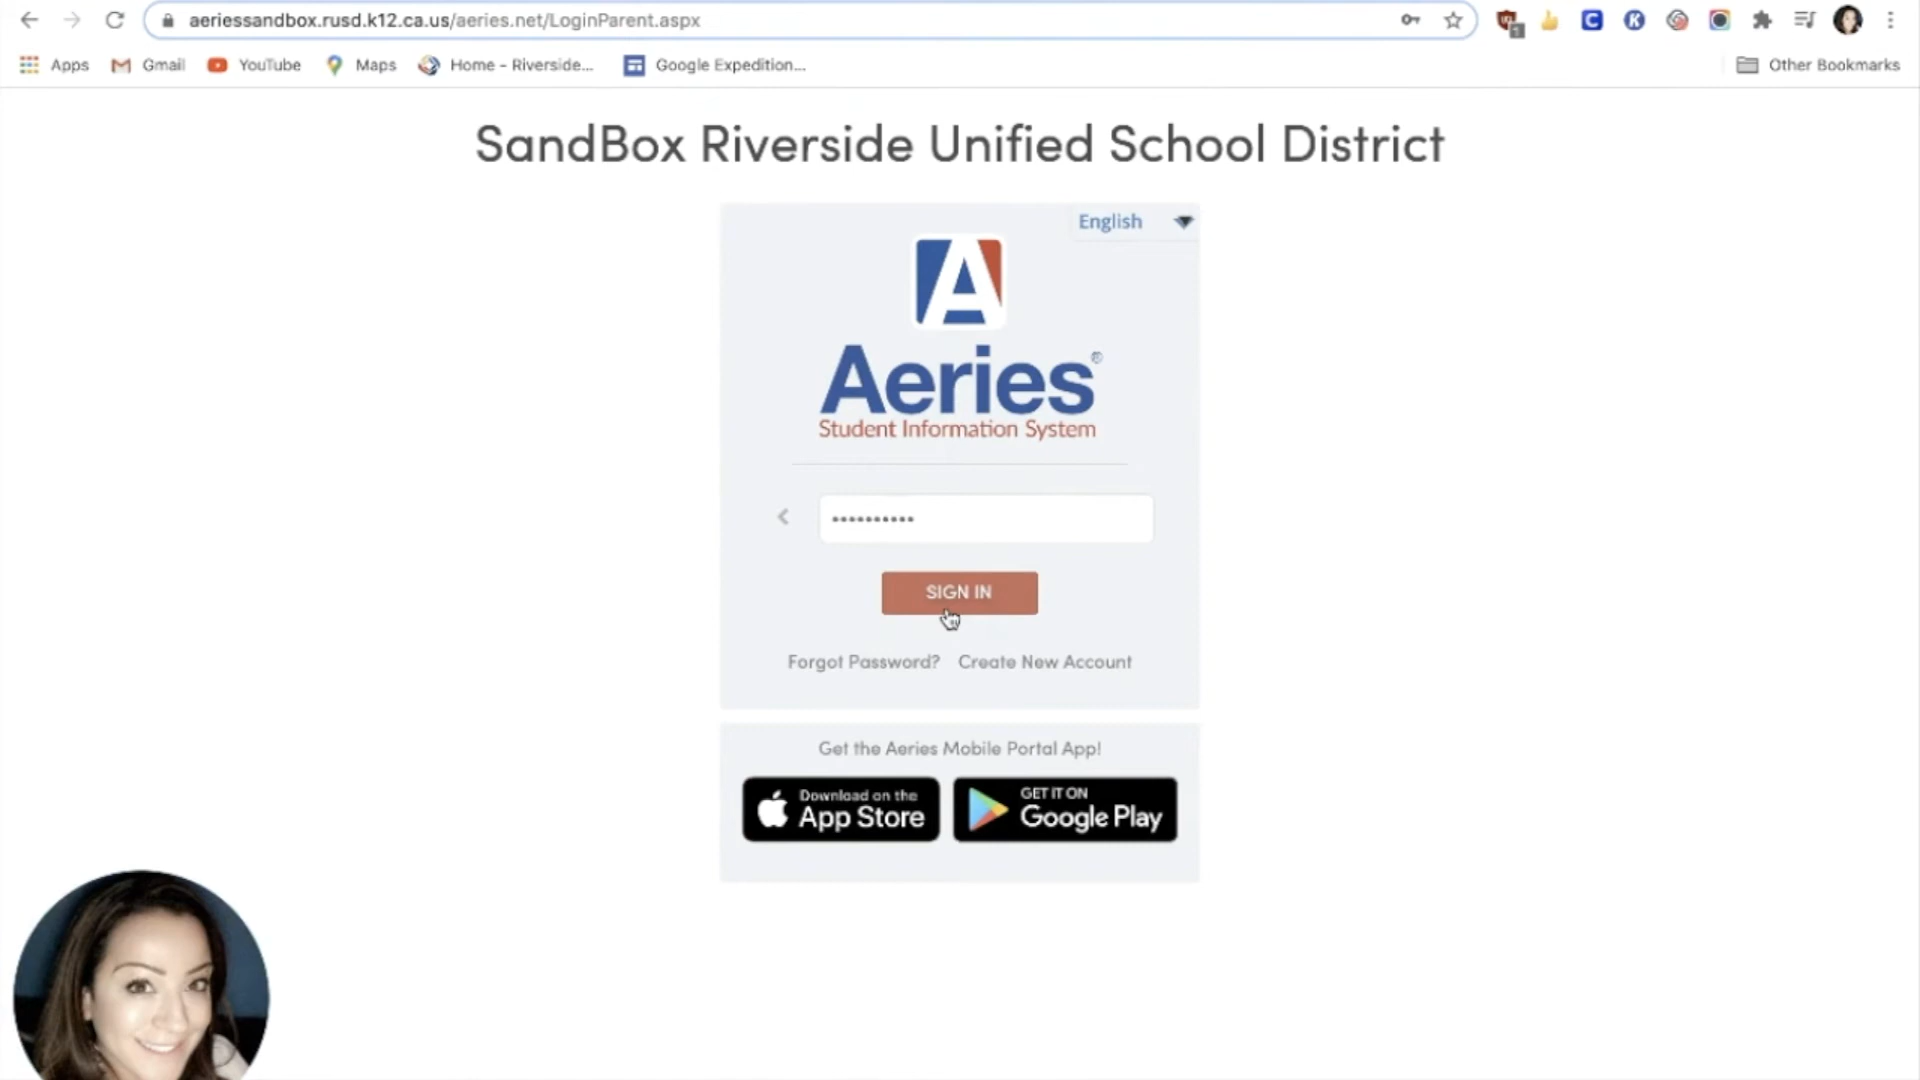 aeriessandbox.rusd.k12.ca.us/aeries.net/LoginParent.aspx
1
Apps
Gmail
YouTube
Maps
Home - Riverside...
Google Expedition...
Other Bookmarks
SandBox Riverside Unified School District
English
A
Aeries®
Student Information System
••••••••••
SIGN IN
Forgot Password? Create New Account
Get the Aeries Mobile Portal App!
Download on the
App Store
GET IT ON
Google Play